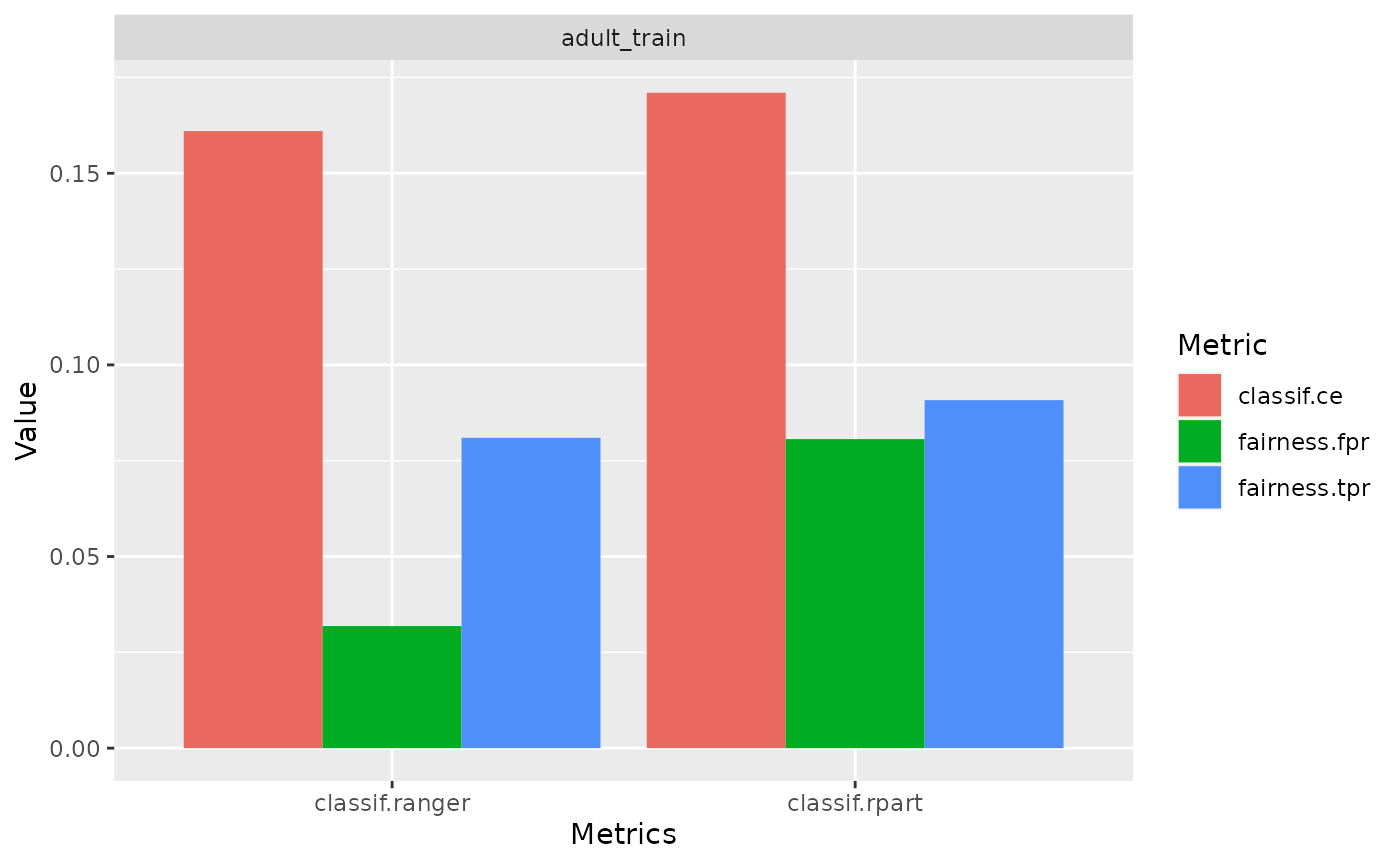 adult_train
Value
0.15
0.10
0.05
0.00
classif.ranger
classif.rpart
Metrics
Metric
classif.ce
fairness.fpr
fairness.tpr